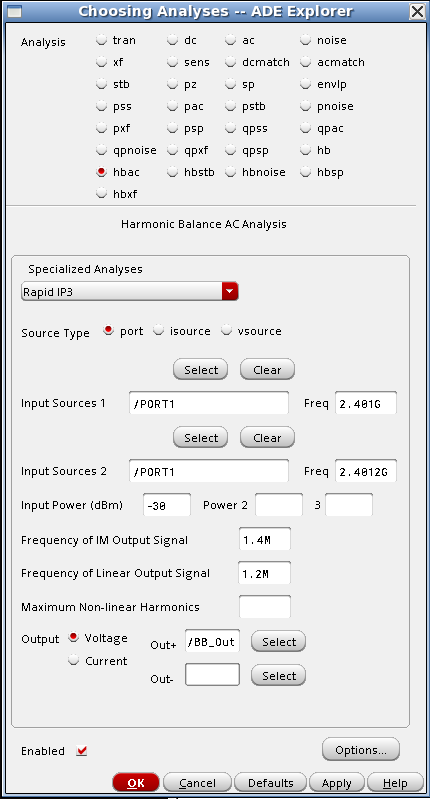 Choosing Analyses -- ADE Explorer
Analysis tran dc ac noise
xf sens dcmatch acmatch
stb pz sp envlp
pss pac pstb pnoise
pxf psp qpss qpac
qpnoise qpxf qpsp hb
hbac hbstb hbnoise hbsp
hbxf
Harmonic Balance AC Analysis
Specialized Analyses
Rapid IP3
Source Type port isource vsource
Select Clear
Input Sources 1 /PORT1 Freq 2.401G
Select Clear
Input Sources 2 /PORT1 Freq 2.4012G
Input Power (dBm) -30 Power 2 3
Frequency of IM Output Signal 1.4M
Frequency of Linear Output Signal 1.2M
Maximum Non-linear Harmonics
Output Voltage Out+ /BB_Out Select
Current Out- Select
Enabled Options...
OK Cancel Defaults Apply Help